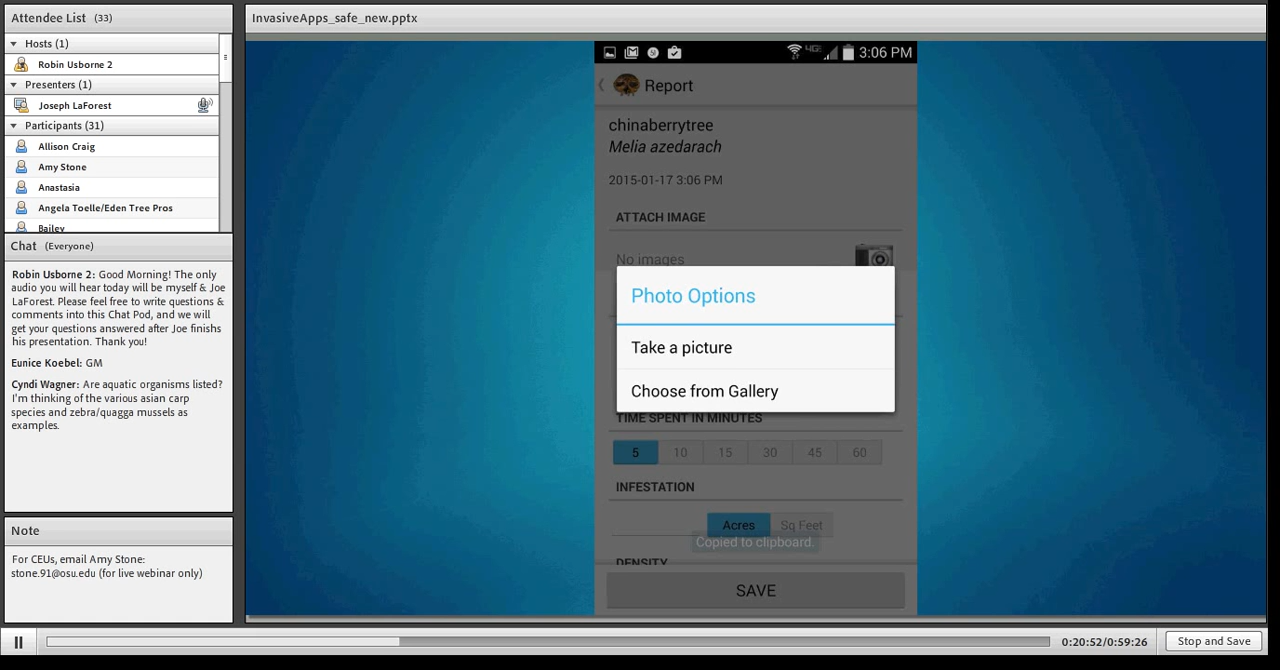 Attendee List (33)
Hosts (1)
Robin Usborne 2
Presenters (1)
Joseph LaForest
Participants (31)
Allison Craig
Amy Stone
Anastasia
Angela Toelle/Eden Tree Pros
Bailey
Chat (Everyone)
Robin Usborne 2: Good Morning! The only
audio you will hear today will be myself & Joe
LaForest. Please feel free to write questions &
comments into this Chat Pod, and we will
get your questions answered after Joe finishs
his presentation. Thank you!
Eunice Koebel: GM
Cyndi Wagner: Are aquatic organisms listed?
I'm thinking of the various asian carp
species and zebra/quagga mussels as
examples.
Note
For CEUs, email Amy Stone:
stone.91@osu.edu (for live webinar only)
InvasiveApps_safe_new.pptx
4G 3:06 PM
Report
chinaberrytree
Melia azedarach
2015-01-17 3:06 PM
ATTACH IMAGE
No images
Photo Options
Take a picture
Choose from Gallery
TIME SPENT IN MINUTES
5 10 15 30 45 60
INFESTATION
Acres Sq Feet
Copied to clipboard.
DENSITY
SAVE
0:20:52/0:59:26
Stop and Save